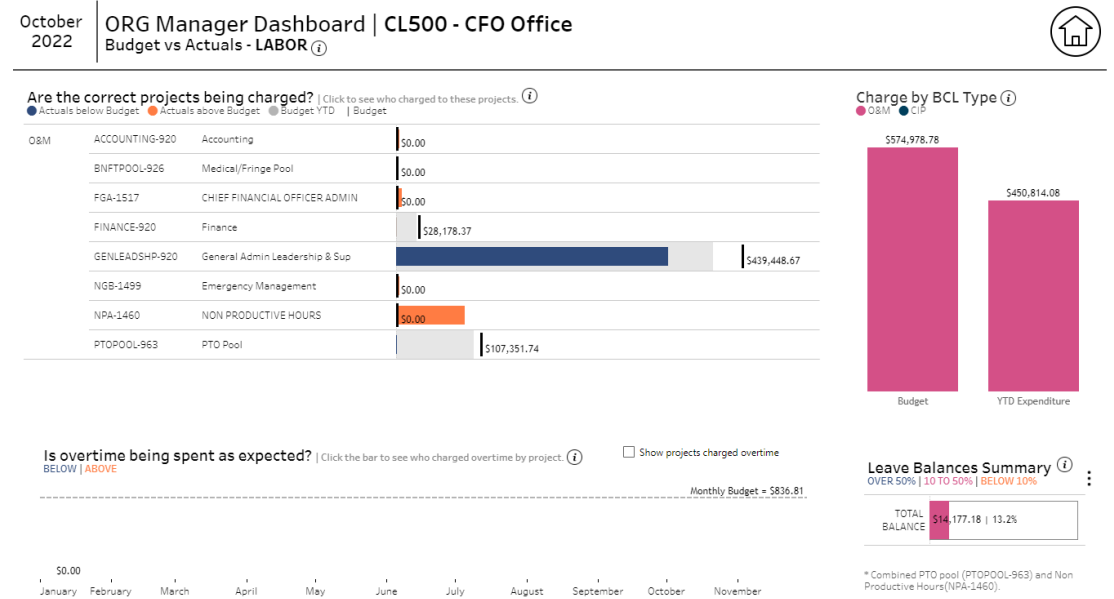 October
2022
ORG Manager Dashboard | CL500 - CFO Office
Budget vs Actuals - LABOR i
Are the correct projects being charged? | Click to see who charged to these projects. i
Actuals below Budget Actuals above Budget Budget YTD | Budget
O&M ACCOUNTING-920 Accounting $0.00
BNFTPOOL-926 Medical/Fringe Pool $0.00
FGA-1517 CHIEF FINANCIAL OFFICER ADMIN $0.00
FINANCE-920 Finance $28,178.37
GENLEADSHP-920 General Admin Leadership & Sup $439,448.67
NGB-1499 Emergency Management $0.00
NPA-1460 NON PRODUCTIVE HOURS $0.00
PTOPOOL-963 PTO Pool $107,351.74
Charge by BCL Type i
O&M CIP
$574,978.78
$450,814.08
Budget YTD Expenditure
Is overtime being spent as expected? | Click the bar to see who charged overtime by project. i
BELOW | ABOVE
Show projects charged overtime
Monthly Budget = $836.81
$0.00
January February March April May June July August September October November
Leave Balances Summary i
OVER 50% | 10 TO 50% | BELOW 10%
TOTAL
BALANCE
$14,177.18 | 13.2%
* Combined PTO pool (PTOPOOL-963) and Non
Productive Hours(NPA-1460).